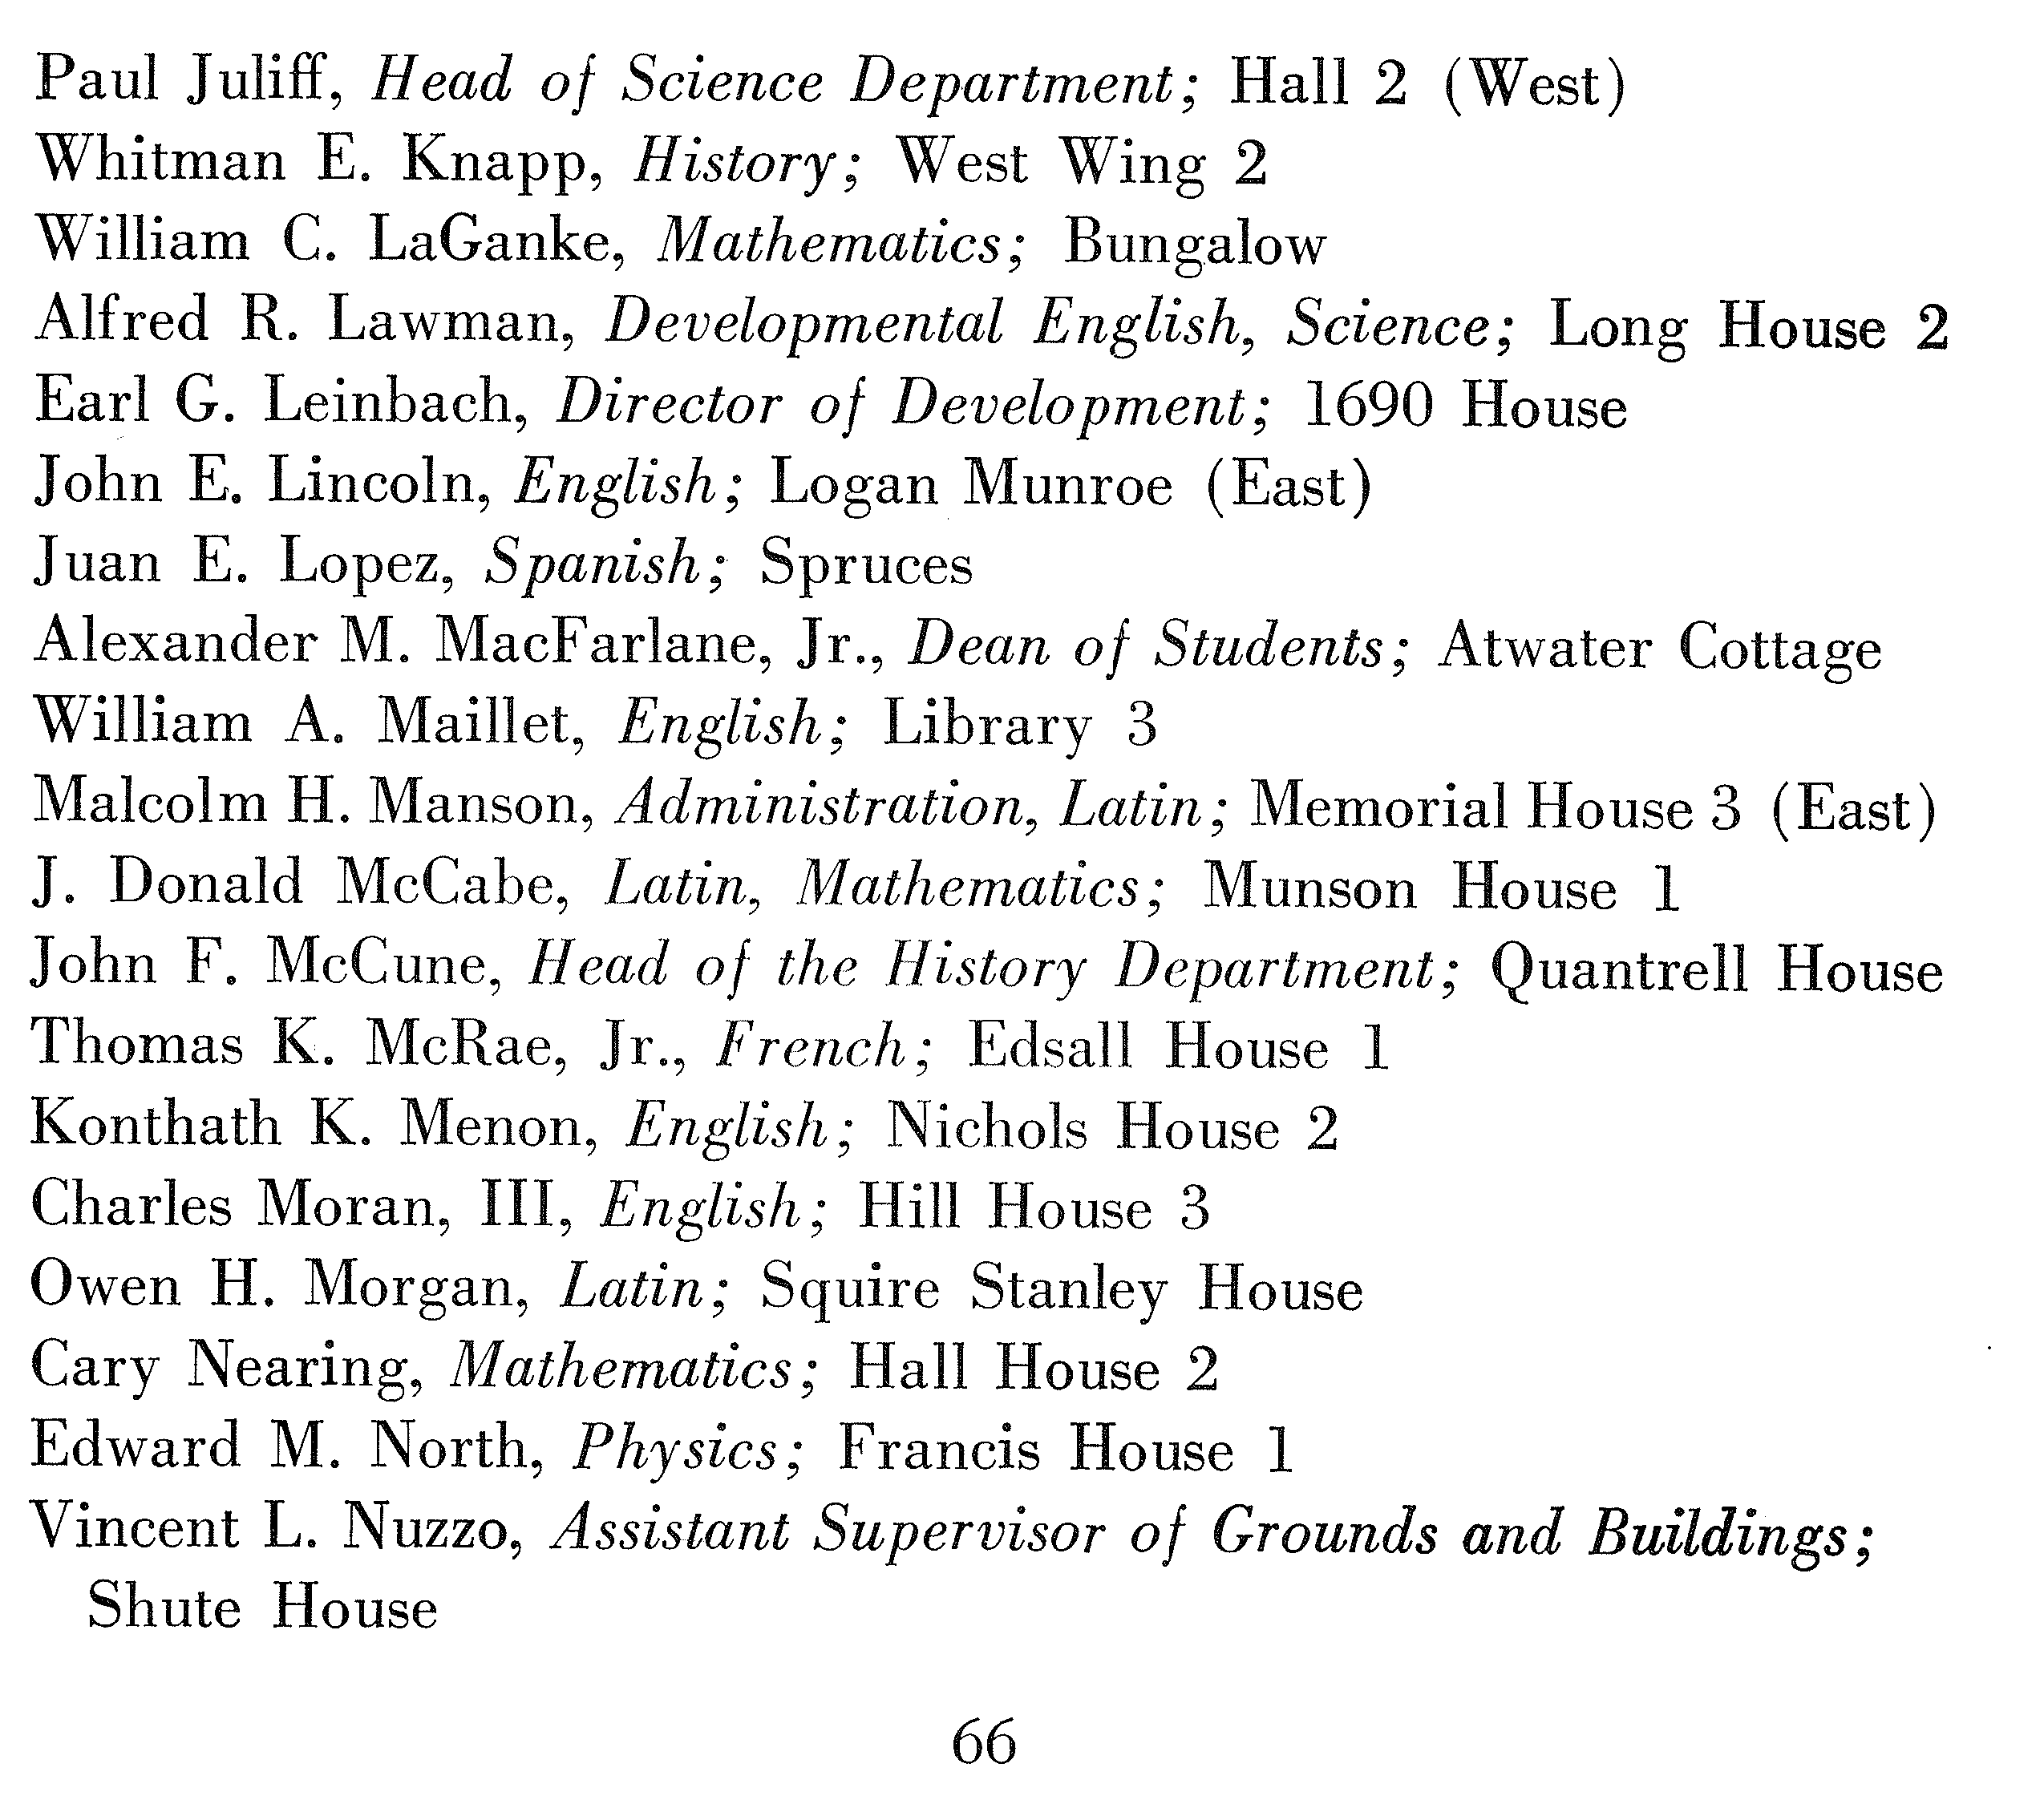 Paul Juliff, Head of Science Department; Hall 2 (West)
Whitman E. Knapp, History; West Wing 2
William C. LaGanke, Mathematics; Bungalow
Alfred R. Lawman, Developmental English, Science; Long House 2
Earl G. Leinbach, Director of Development; 1690 House
John E. Lincoln, English; Logan Munroe (East)
Juan E. Lopez, Spanish; Spruces
Alexander M. MacFarlane, Jr., Dean of Students; Atwater Cottage
William A. Maillet, English; Library 3
Malcolm H. Manson, Administration, Latin; Memorial House 3 (East)
J. Donald McCabe, Latin, Mathematics; Munson House 1
John F. McCune, Head of the History Department; Quantrell House
Thomas K. McRae, Jr., French; Edsall House 1
Konthath K. Menon, English; Nichols House 2
Charles Moran, III, English; Hill House 3
Owen H. Morgan, Latin; Squire Stanley House
Cary Nearing, Mathematics; Hall House 2
Edward M. North, Physics; Francis House 1
Vincent L. Nuzzo, Assistant Supervisor of Grounds and Buildings;
Shute House
66